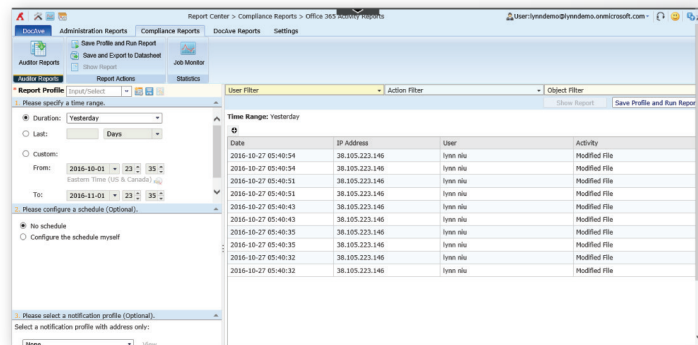 Report Center > Compliance Reports > Office 365 Activity Reports
User:lynndemo@lynndemo.onmicrosoft.com
DocAve Administration Reports Compliance Reports DocAve Reports Settings
Auditor Reports
Save Profile and Run Report
Save and Export to Datasheet
Show Report
Job Monitor
Auditor Reports Report Actions Statistics
* Report Profile Input/Select
User Filter Action Filter Object Filter
Show Report Save Profile and Run Repor
1. Please specify a time range.
Duration: Yesterday
Last: Days
Custom:
From: 2016-10-01 23 : 35
Eastern Time (US & Canada)
To: 2016-11-01 23 35
2. Please configure a schedule (Optional).
No schedule
Configure the schedule myself
3. Please select a notification profile (Optional).
Select a notification profile with address only:
None View
Time Range: Yesterday
Date IP Address User Activity
2016-10-27 05:40:54 38.105.223.146 lynn niu Modified File
2016-10-27 05:40:54 38.105.223.146 lynn niu Modified File
2016-10-27 05:40:51 38.105.223.146 lynn niu Modified File
2016-10-27 05:40:51 38.105.223.146 lynn niu Modified File
2016-10-27 05:40:43 38.105.223.146 lynn niu Modified File
2016-10-27 05:40:43 38.105.223.146 lynn niu Modified File
2016-10-27 05:40:35 38.105.223.146 lynn niu Modified File
2016-10-27 05:40:35 38.105.223.146 lynn niu Modified File
2016-10-27 05:40:32 38.105.223.146 lynn niu Modified File
2016-10-27 05:40:32 38.105.223.146 lynn niu Modified File